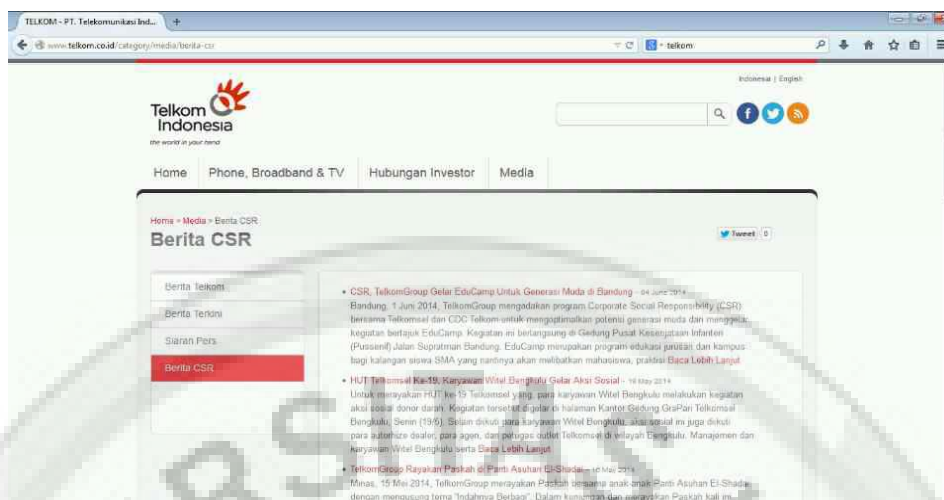 TELKOM - PT. Telekomunikasi Ind...
www.telkom.co.id/category/media/berita-csr
telkom
Indonesia | English
Telkom
Indonesia
the world in your hand
Home Phone, Broadband & TV Hubungan Investor Media
Home » Media » Berita CSR
Berita CSR
Tweet 0
Berita Telkom
Berita Terkini
Siaran Pers
Berita CSR
CSR, TelkomGroup Gelar EduCamp Untuk Generasi Muda di Bandung - 04 June 2014
Bandung, 1 Juni 2014, TelkomGroup mengadakan program Corporate Social Responsibility (CSR)
bersama Telkomsel dan CDC Telkom untuk mengoptimalkan potensi generasi muda dan menggelar
kegiatan bertajuk EduCamp. Kegiatan ini berlangsung di Gedung Pusat Kesenjataan Infanteri
(Pussenif) Jalan Supratman Bandung. EduCamp merupakan program edukasi jurusan dan kampus
bagi kalangan siswa SMA yang nantinya akan melibatkan mahasiswa, praktisi Baca Lebih Lanjut
HUT Telkomsel Ke-19, Karyawan Witel Bengkulu Gelar Aksi Sosial - May 2014
Untuk merayakan HUT ke-19 Telkomsel yang, para karyawan Witel Bengkulu melakukan kegiatan
aksi sosial donor darah. Kegiatan tersebut digelar di halaman Kantor Gedung GraPari Telkomsel
Bengkulu, Senin (19/5). Selain diikuti para karyawan Witel Bengkulu, aksi sosial ini juga diikuti
para autorhize dealer, para agen, dan petugas outlet Telkomsel di wilayah Bengkulu. Manajemen dan
karyawan Witel Bengkulu serta Baca Lebih Lanjut
TelkomGroup Rayakan Paskah di Panti Asuhan El-Shadai - 16 May 2014
Minas, 15 Mei 2014, TelkomGroup merayakan Paskah bersama anak anak Panti Asuhan El-Shadai
dengan mengusung tema "Indahnya Berbagi". Dalam kunjungan dan merayakan Paskah kali ini,